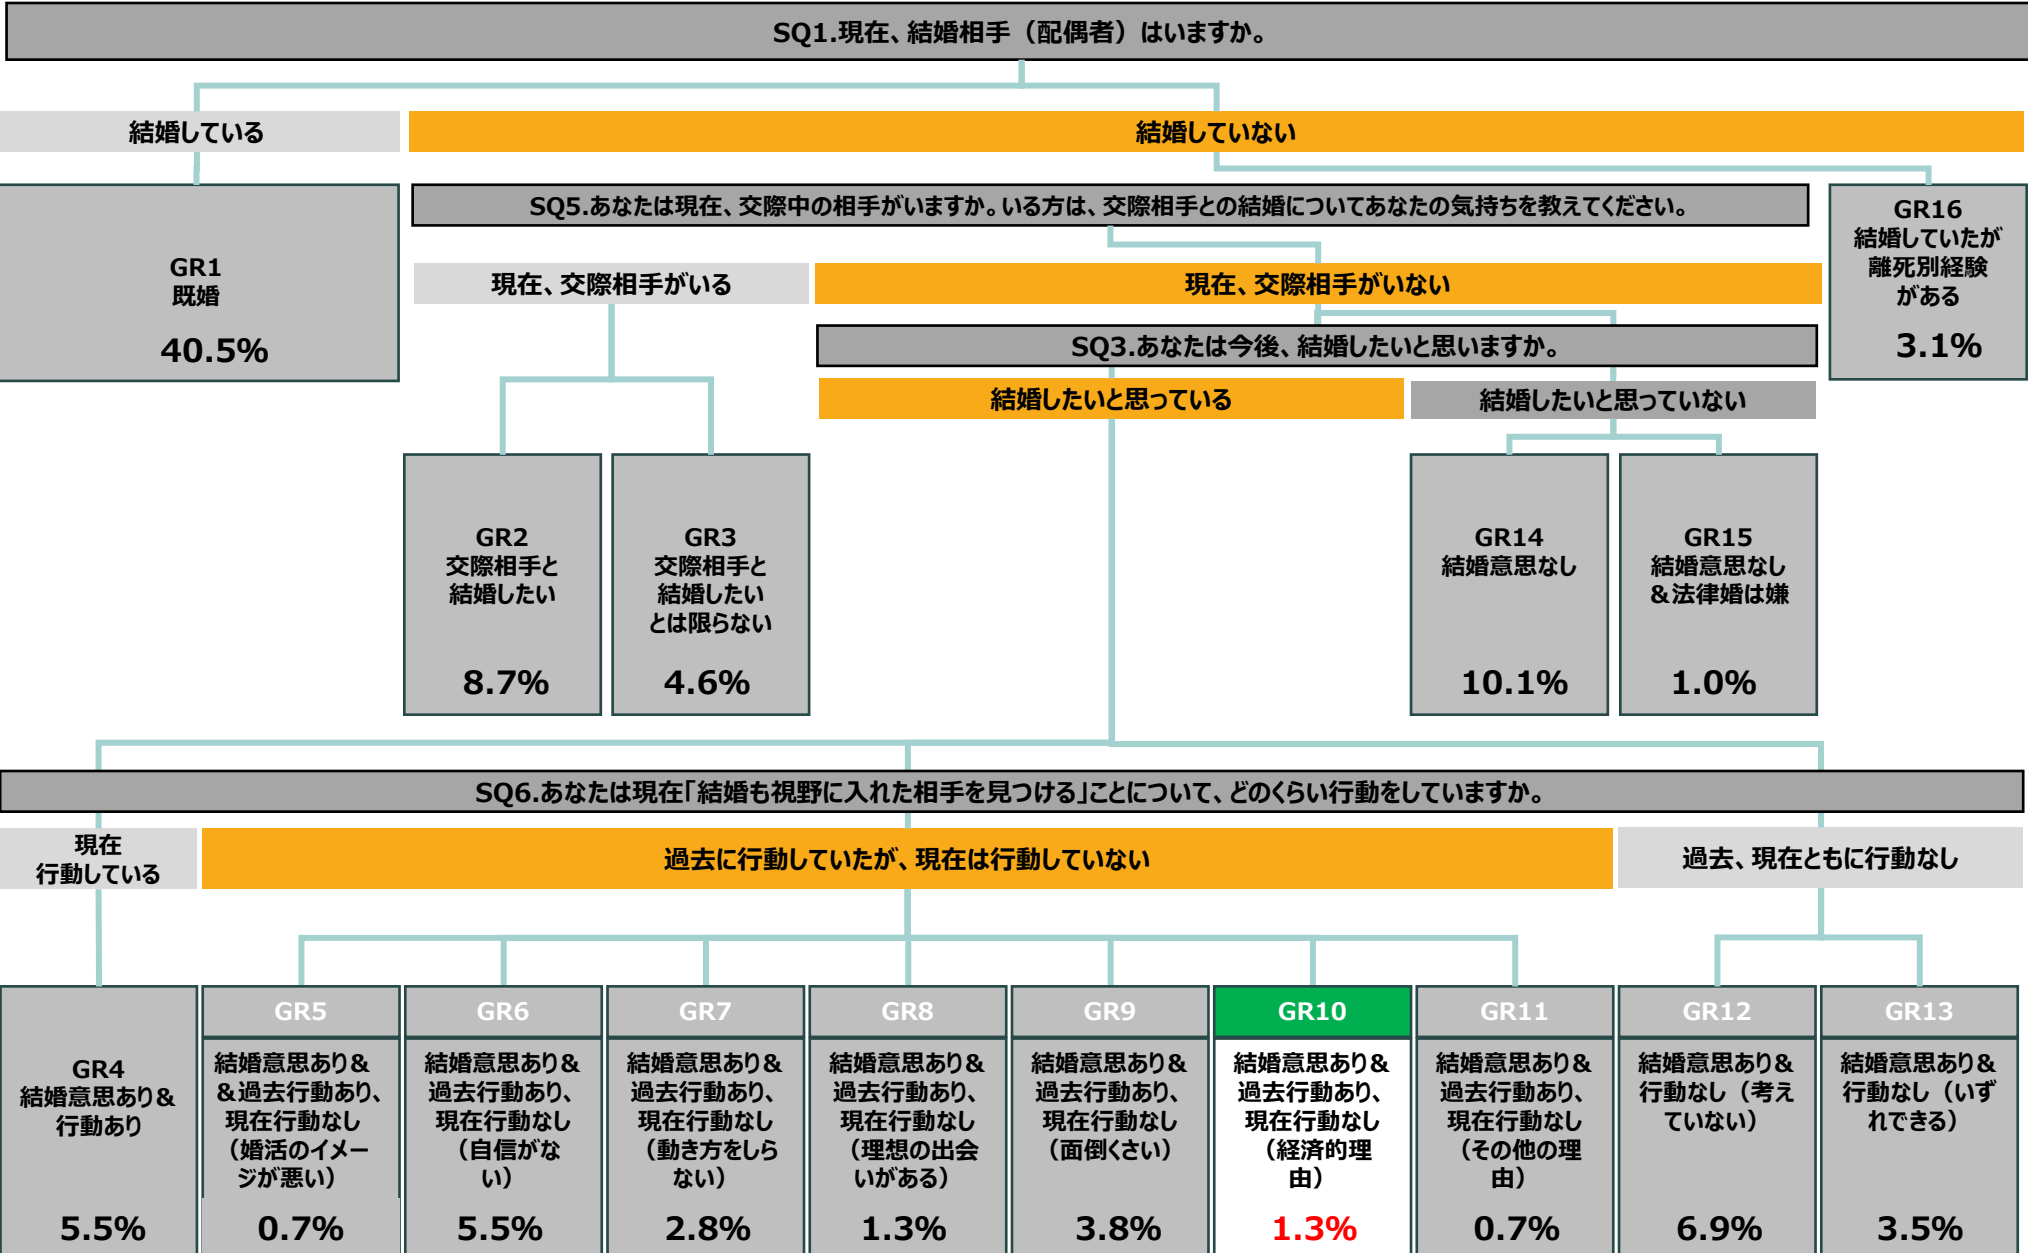 SQ1.現在、結婚相手（配偶者）はいますか。
結婚している
結婚していない
GR1
既婚
40.5%
SQ5.あなたは現在、交際中の相手がいますか。いる方は、交際相手との結婚についてあなたの気持ちを教えてください。
GR16
結婚していたが
離死別経験
がある
3.1%
現在、交際相手がいる
現在、交際相手がいない
SQ3.あなたは今後、結婚したいと思いますか。
結婚したいと思っている
結婚したいと思っていない
GR2
交際相手と
結婚したい
8.7%
GR3
交際相手と
結婚したい
とは限らない
4.6%
GR14
結婚意思なし
10.1%
GR15
結婚意思なし
&法律婚は嫌
1.0%
SQ6.あなたは現在「結婚も視野に入れた相手を見つける」ことについて、どのくらい行動をしていますか。
現在
行動している
過去に行動していたが、現在は行動していない
過去、現在ともに行動なし
GR4
結婚意思あり&
行動あり
5.5%
GR5
結婚意思あり&
&過去行動あり、
現在行動なし
（婚活のイメー
ジが悪い）
0.7%
GR6
結婚意思あり&
過去行動あり、
現在行動なし
（自信がな
い）
5.5%
GR7
結婚意思あり&
過去行動あり、
現在行動なし
（動き方をしら
ない）
2.8%
GR8
結婚意思あり&
過去行動あり、
現在行動なし
（理想の出会
いがある）
1.3%
GR9
結婚意思あり&
過去行動あり、
現在行動なし
（面倒くさい）
3.8%
GR10
結婚意思あり&
過去行動あり、
現在行動なし
（経済的理
由）
1.3%
GR11
結婚意思あり&
過去行動あり、
現在行動なし
（その他の理
由）
0.7%
GR12
結婚意思あり&
行動なし（考え
ていない）
6.9%
GR13
結婚意思あり&
行動なし（いず
れできる）
3.5%